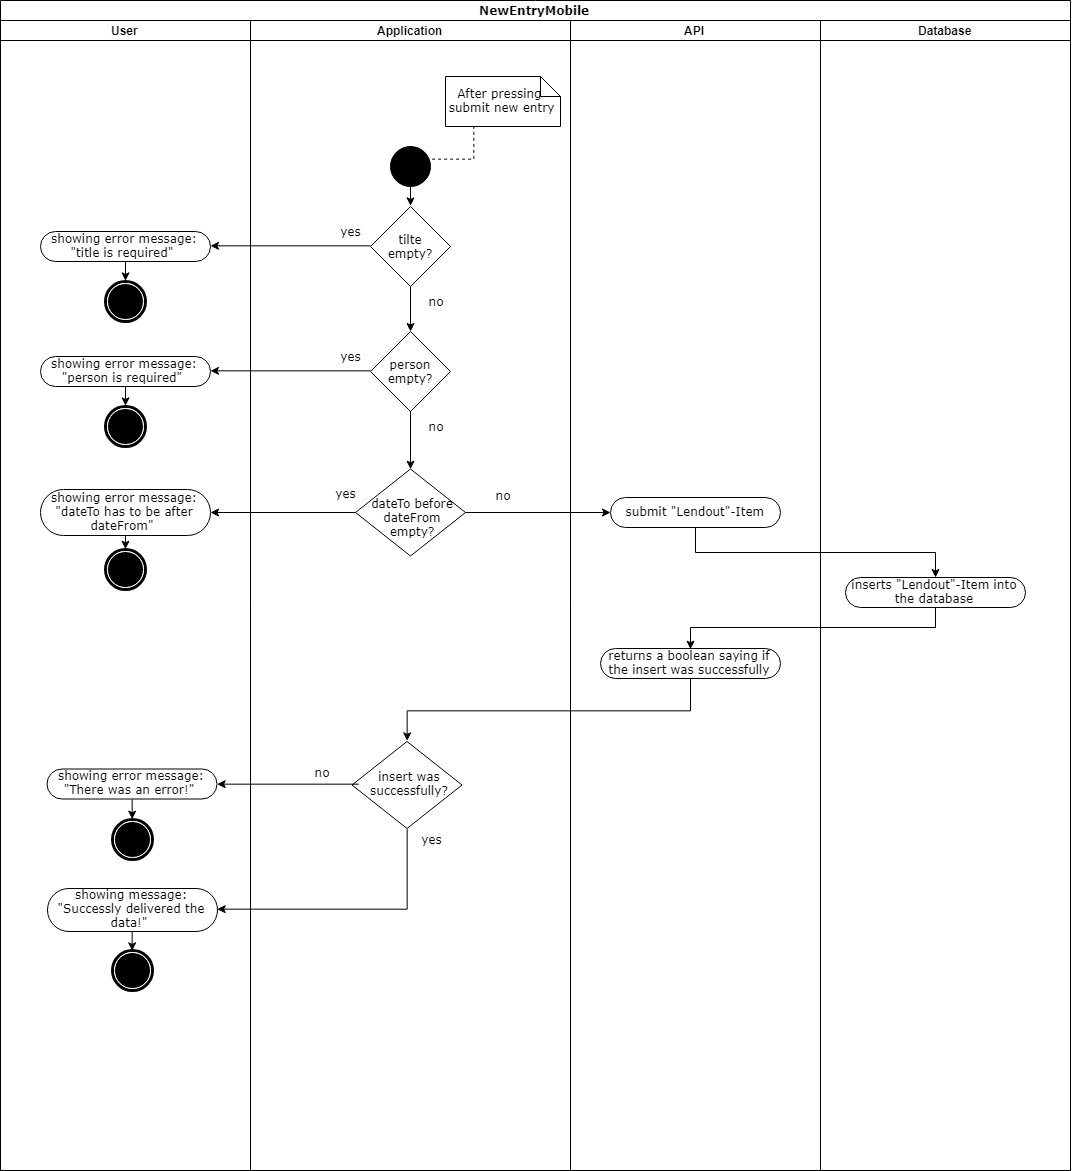 NewEntryMobile
User
Application
API
Database
After pressing
submit new entry
tilte
empty?
yes
showing error message:
"title is required"
no
person
empty?
yes
showing error message:
"person is required"
no
dateTo before
dateFrom
empty?
yes
showing error message:
"dateTo has to be after
dateFrom"
no
submit "Lendout"-Item
inserts "Lendout"-Item into
the database
returns a boolean saying if
the insert was successfully
insert was
successfully?
no
showing error message:
"There was an error!"
yes
showing message:
"Successly delivered the
data!"